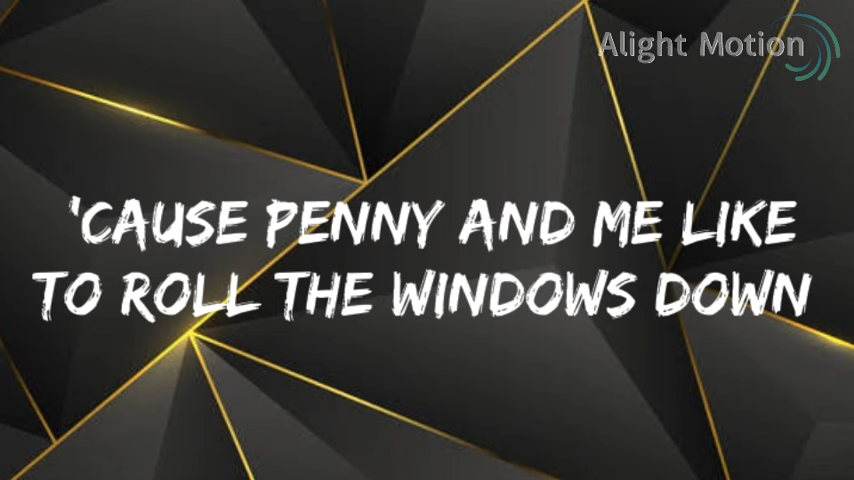 Alight Motion
'CAUSE PENNY AND ME LIKE
TO ROLL THE WINDOWS DOWN